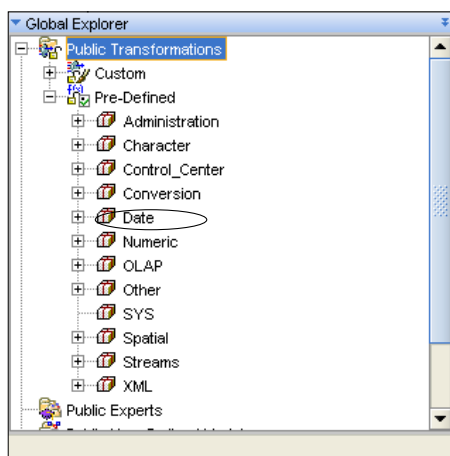 Global Explorer
Public Transformations
Custom
Pre-Defined
Administration
Character
Control_Center
Conversion
Date
Numeric
OLAP
Other
SYS
Spatial
Streams
XML
Public Experts